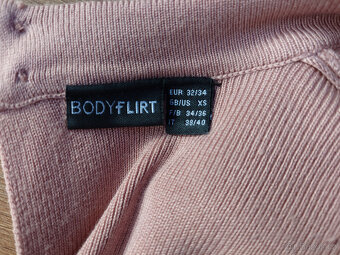 BODYFLIRT
EUR 32/34
GB/US XS
F/B 34/36
IT 38/40